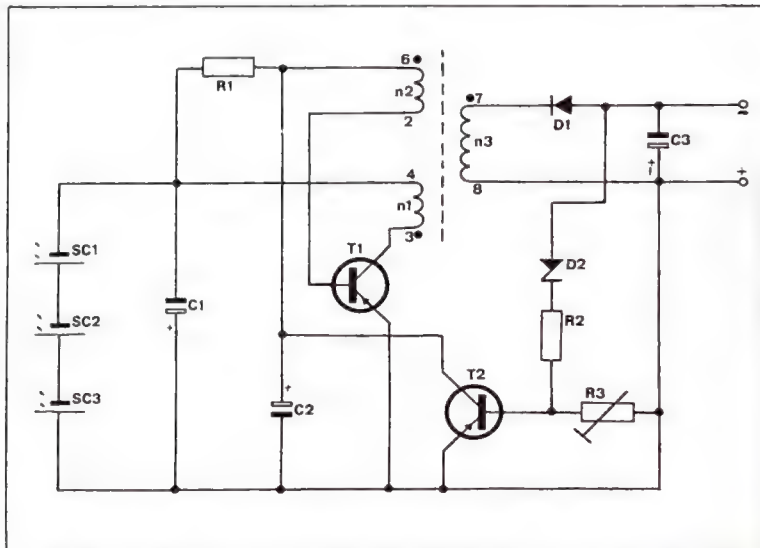 6
R1
n2
2
7
D1
n3
C3
+
-
+
4
8
n1
3
T1
SC1
D2
C1
+
SC2
R2
T2
+
R3
SC3
C2